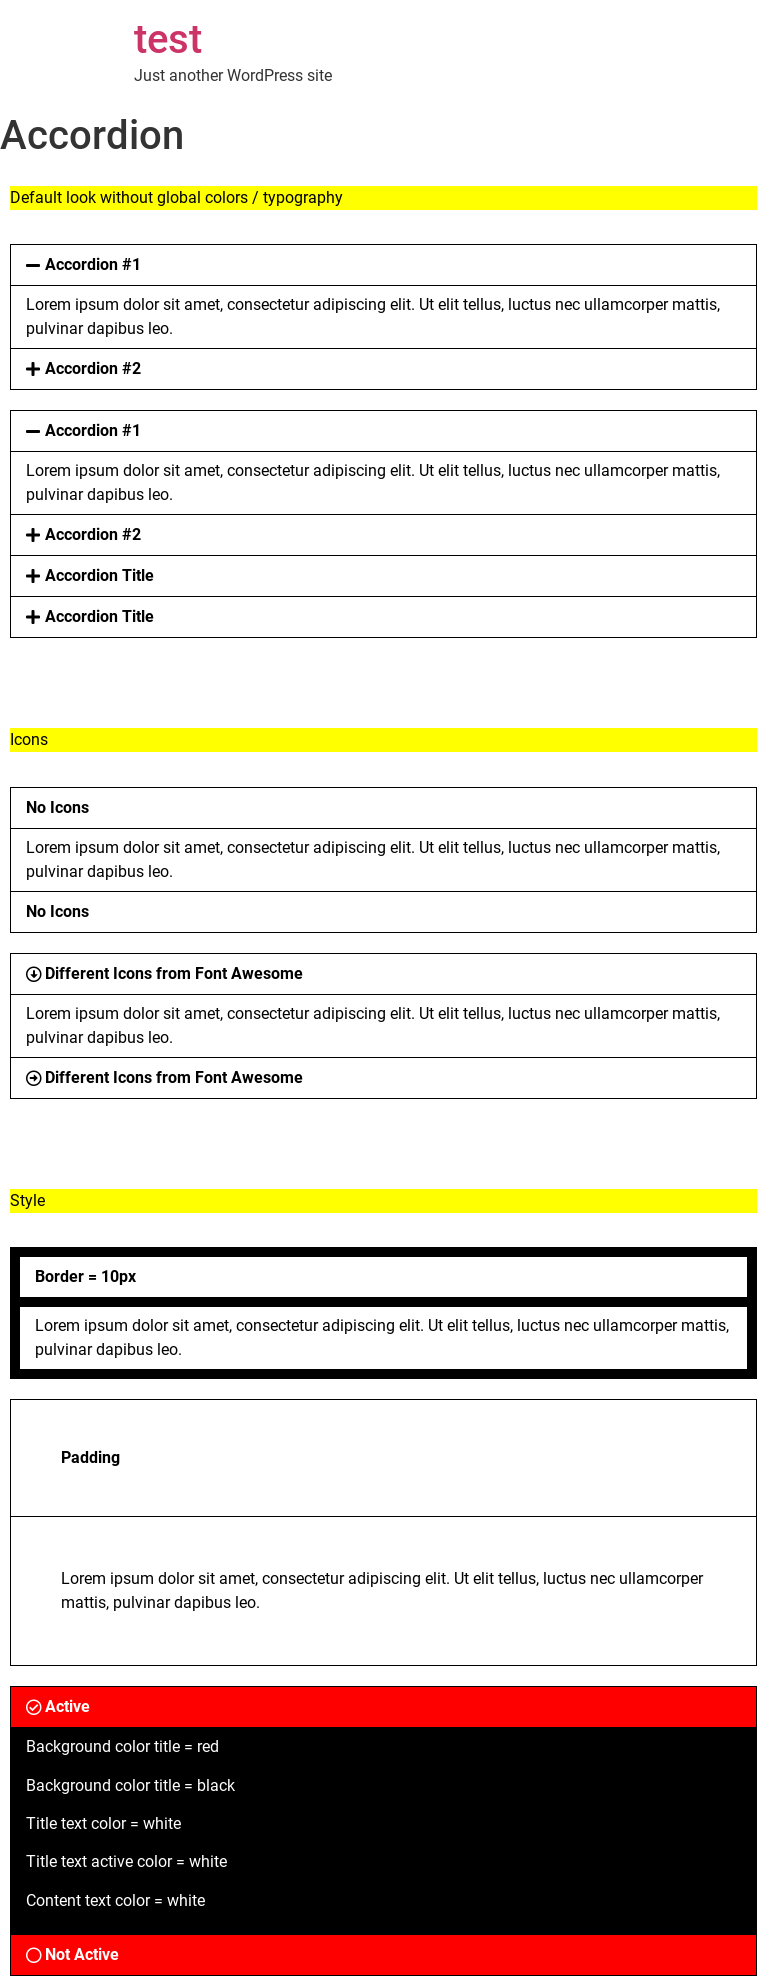 test
Just another WordPress site
Accordion
Default look without global colors / typography
Accordion #1
Lorem ipsum dolor sit amet, consectetur adipiscing elit. Ut elit tellus, luctus nec ullamcorper mattis,
pulvinar dapibus leo.
Accordion #2
Accordion #1
Lorem ipsum dolor sit amet, consectetur adipiscing elit. Ut elit tellus, luctus nec ullamcorper mattis,
pulvinar dapibus leo.
Accordion #2
Accordion Title
Accordion Title
Icons
No Icons
Lorem ipsum dolor sit amet, consectetur adipiscing elit. Ut elit tellus, luctus nec ullamcorper mattis,
pulvinar dapibus leo.
No Icons
Different Icons from Font Awesome
Lorem ipsum dolor sit amet, consectetur adipiscing elit. Ut elit tellus, luctus nec ullamcorper mattis,
pulvinar dapibus leo.
Different Icons from Font Awesome
Style
Border = 10px
Lorem ipsum dolor sit amet, consectetur adipiscing elit. Ut elit tellus, luctus nec ullamcorper mattis,
pulvinar dapibus leo.
Padding
Lorem ipsum dolor sit amet, consectetur adipiscing elit. Ut elit tellus, luctus nec ullamcorper
mattis, pulvinar dapibus leo.
Active
Background color title = red
Background color title = black
Title text color = white
Title text active color = white
Content text color = white
Not Active